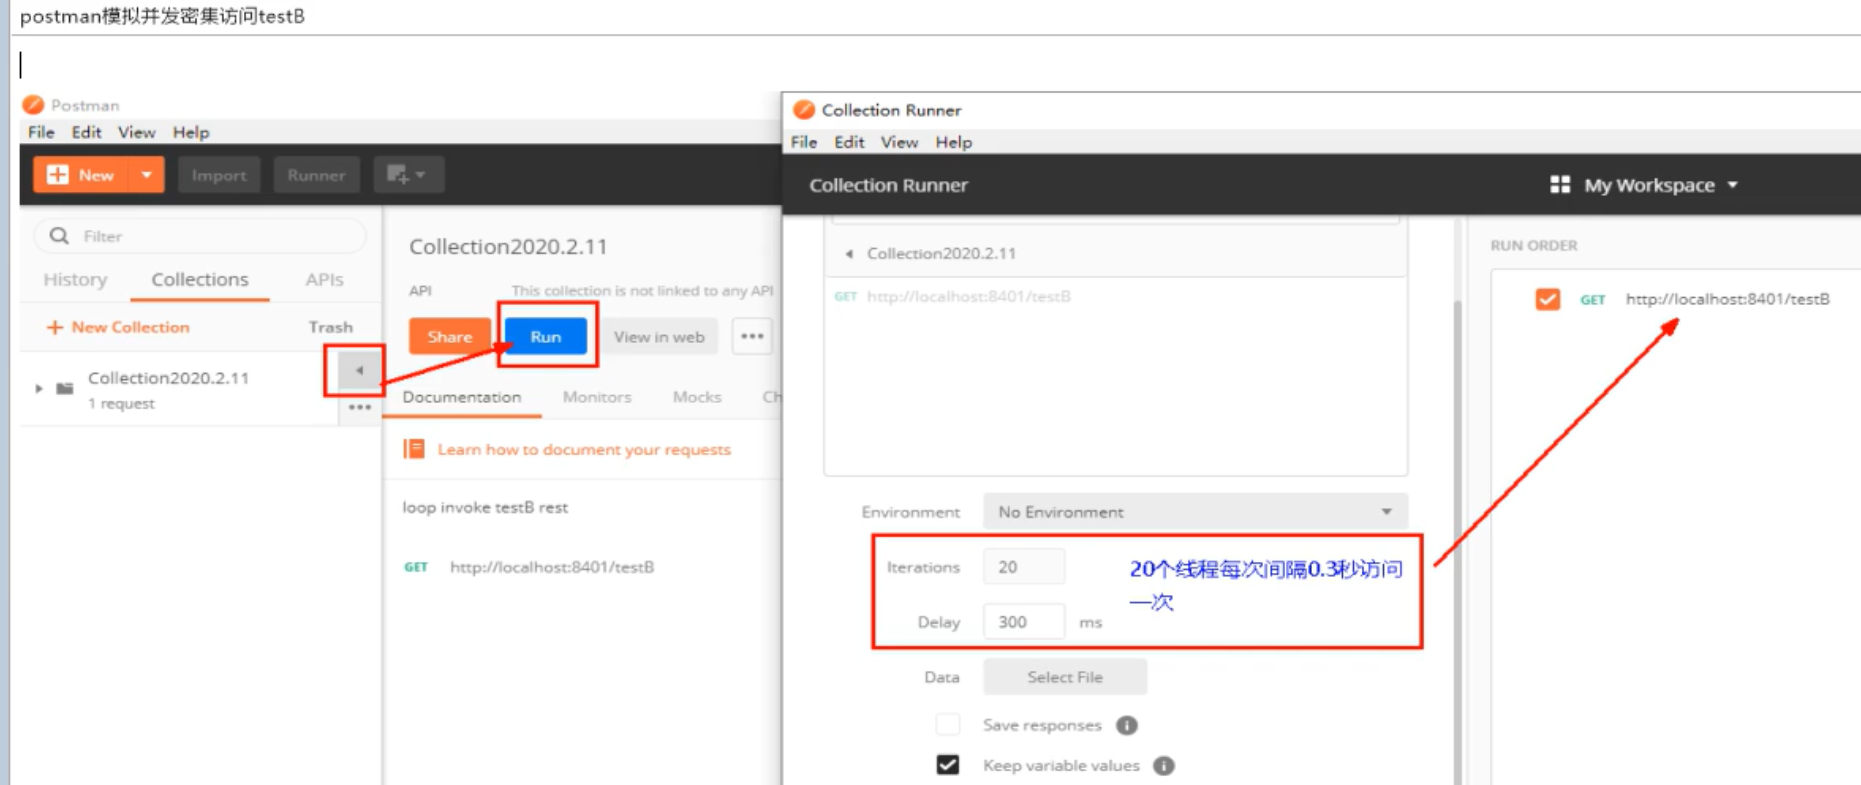 postman模拟并发密集访问testB
Postman
File Edit View Help
New
Import
Runner
Filter
History
Collections
APIs
New Collection
Trash
Collection2020.2.11
1 request
Collection2020.2.11
API
This collection is not linked to any API
Share
Run
View in web
Documentation
Monitors
Mocks
Ch
Learn how to document your requests
loop invoke testB rest
GET http://localhost:8401/testB
Collection Runner
File Edit View Help
Collection Runner
My Workspace
Collection2020.2.11
GET http://localhost:8401/testB
Environment
No Environment
Iterations
20
Delay
300
ms
20个线程每次间隔0.3秒访问
一次
Data
Select File
Save responses
Keep variable values
RUN ORDER
GET http://localhost:8401/testB